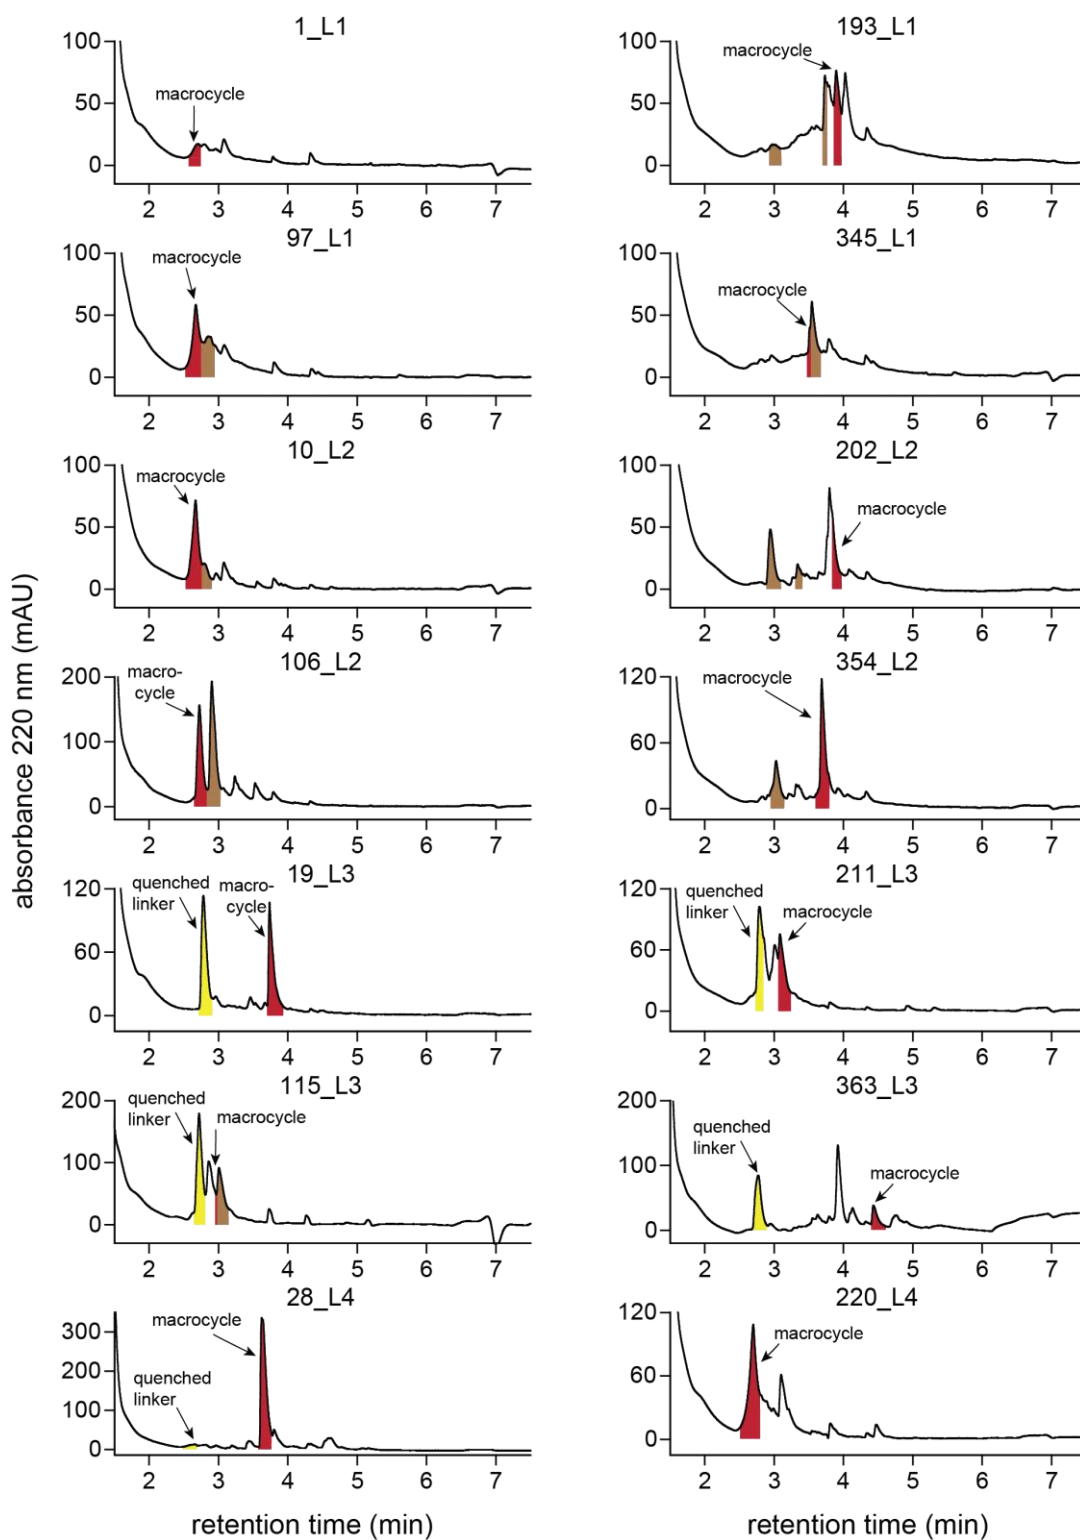 absorbance 220 nm (mAU)
1_L1
macrocycle
100
50
0
2 3 4 5 6 7
193_L1
macrocycle
100
50
0
2 3 4 5 6 7
97_L1
macrocycle
100
50
0
2 3 4 5 6 7
345_L1
macrocycle
100
50
0
2 3 4 5 6 7
10_L2
macrocycle
100
50
0
2 3 4 5 6 7
202_L2
macrocycle
100
50
0
2 3 4 5 6 7
106_L2
macro-
cycle
200
100
0
2 3 4 5 6 7
354_L2
macrocycle
120
60
0
2 3 4 5 6 7
19_L3
quenched
linker
macro-
cycle
120
60
0
2 3 4 5 6 7
211_L3
quenched
linker
macrocycle
120
60
0
2 3 4 5 6 7
115_L3
quenched
linker
macrocycle
200
100
0
2 3 4 5 6 7
363_L3
quenched
linker
macrocycle
200
100
0
2 3 4 5 6 7
28_L4
macrocycle
quenched
linker
300
200
100
0
2 3 4 5 6 7
retention time (min)
220_L4
macrocycle
120
60
0
2 3 4 5 6 7
retention time (min)